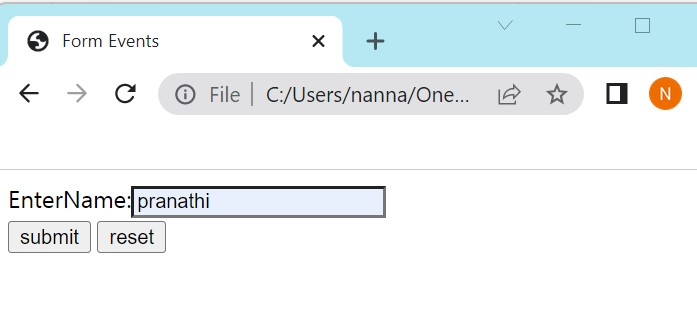 Form Events
File C:/Users/nanna/One... N
EnterName: pranathi
submit reset